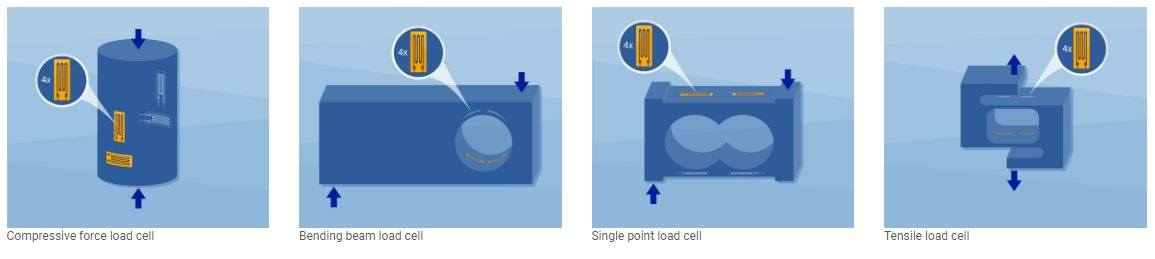 4x
4x
4x
4x
Compressive force load cell
Bending beam load cell
Single point load cell
Tensile load cell